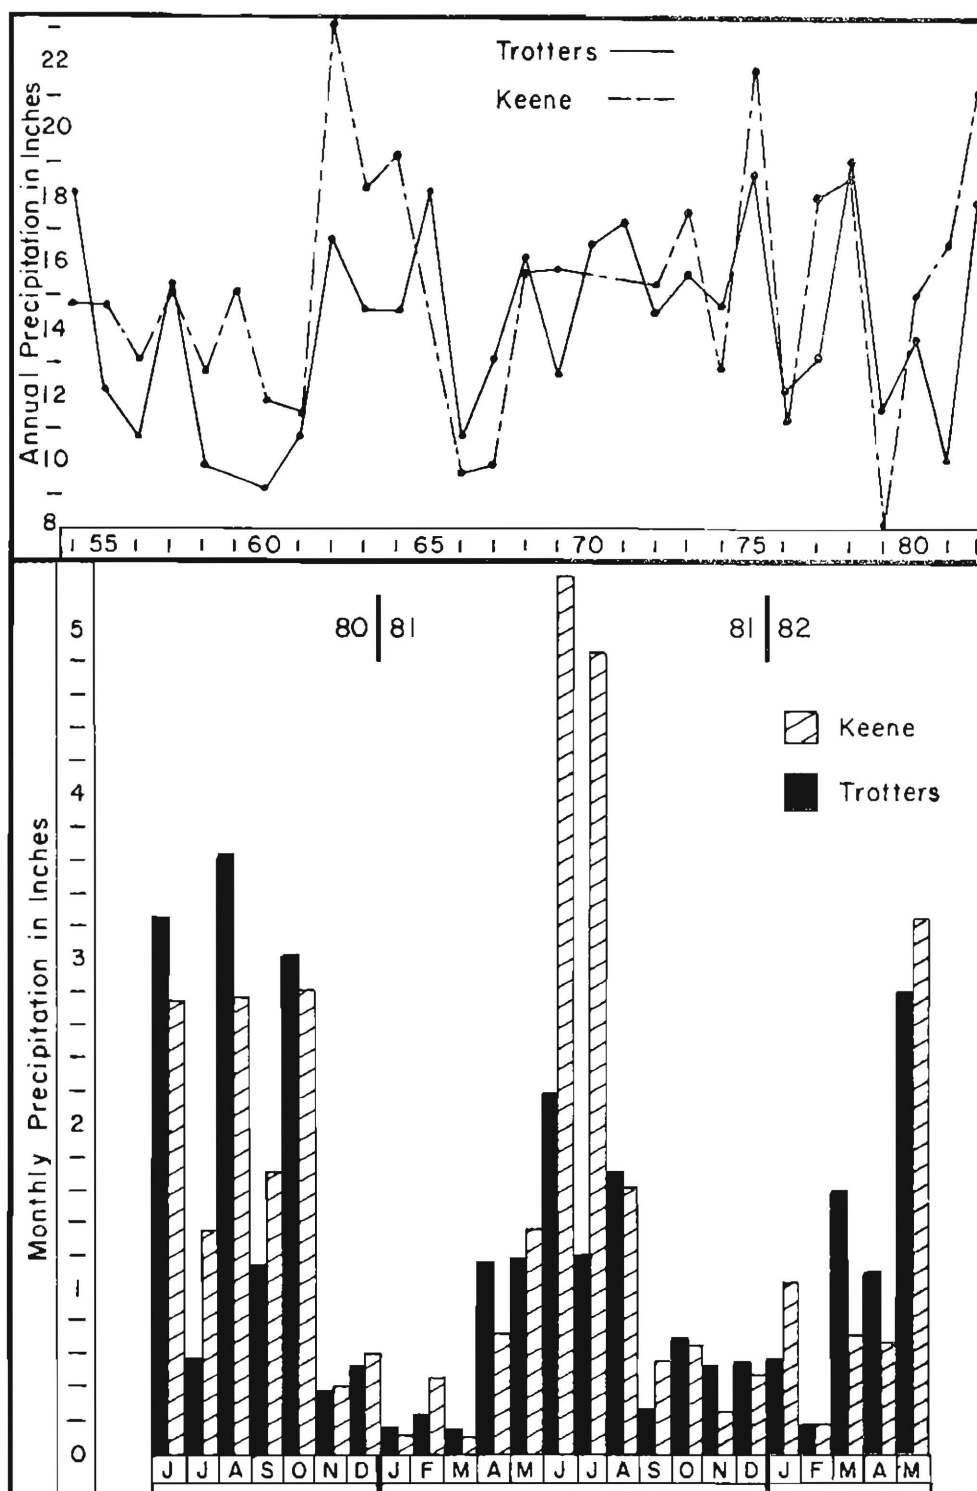 Annual Precipitation in Inches
22
20
18
16
14
12
10
8
Trotters
Keene
55 60 65 70 75 80
Monthly Precipitation in Inches
5
4
3
2
1
0
80 81
81 82
Keene
Trotters
J J A S O N D J F M A M J J A S O N D J F M A M